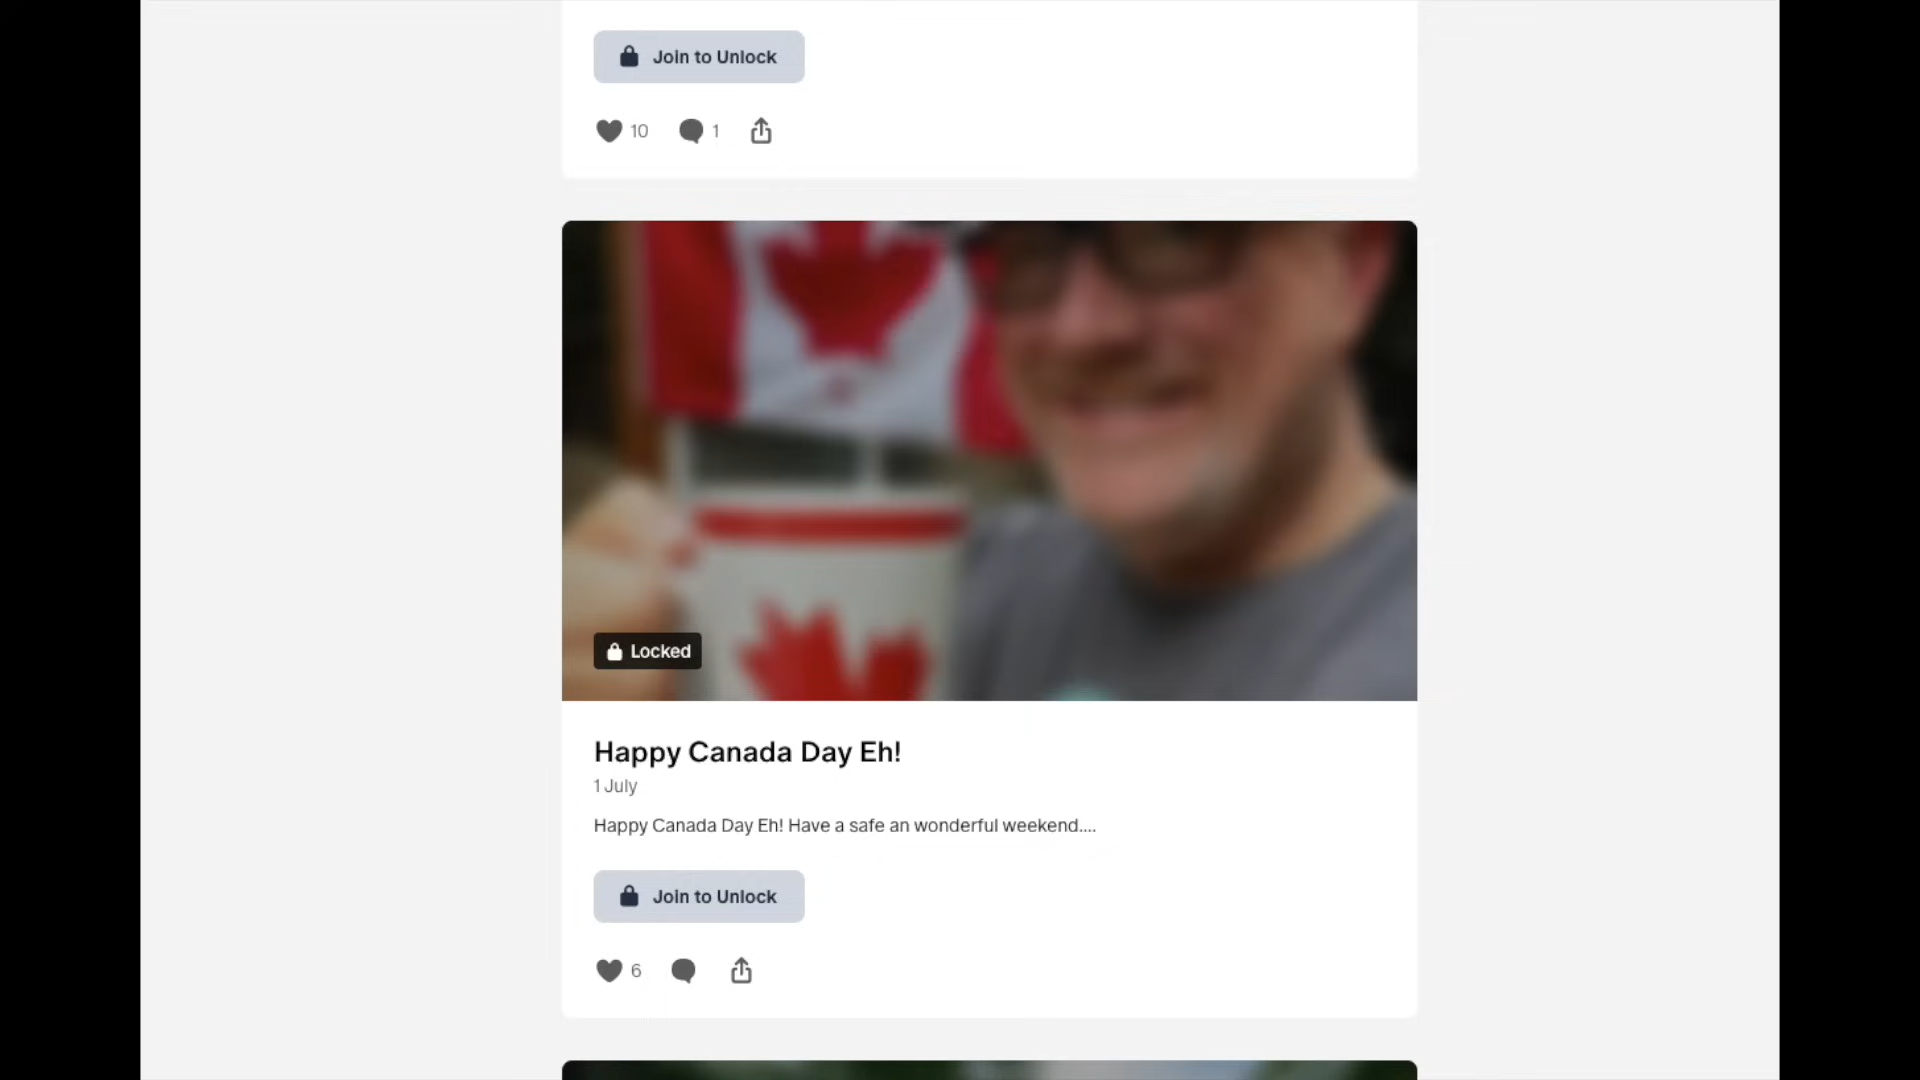 Join to Unlock
10 1
Locked
Happy Canada Day Eh!
1 July
Happy Canada Day Eh! Have a safe an wonderful weekend....
Join to Unlock
6